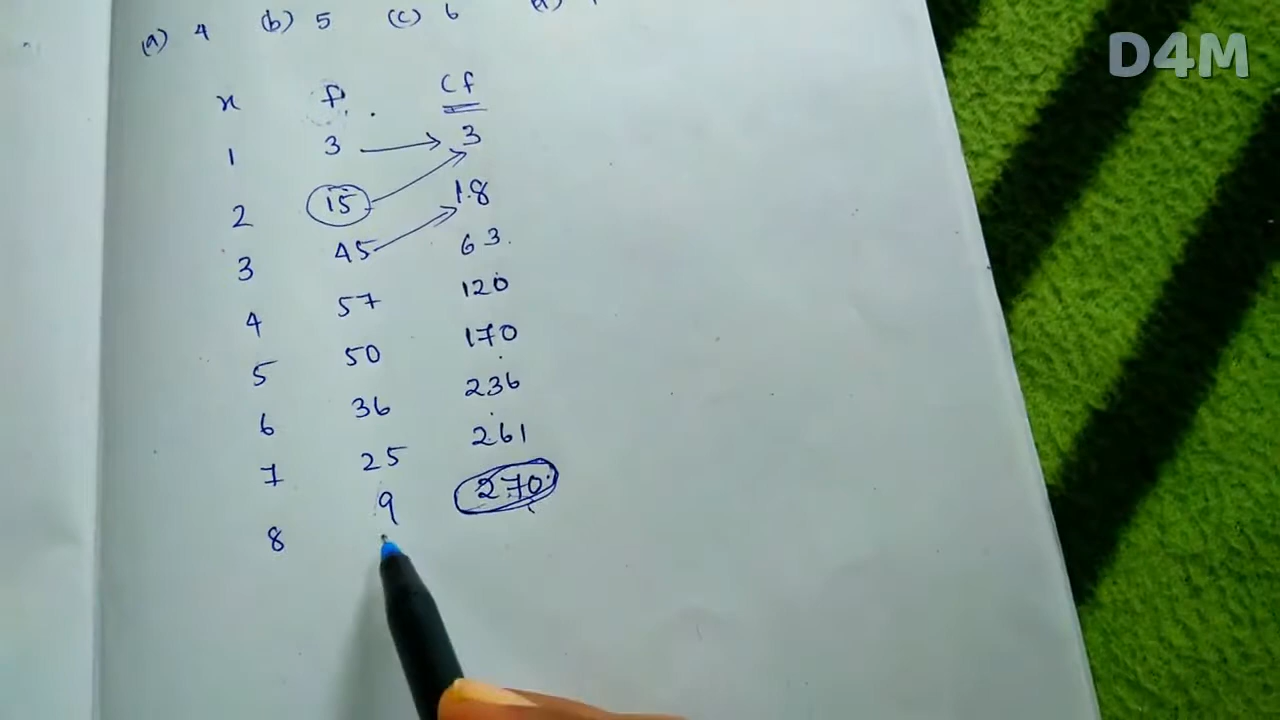 D4M
(a) 4 (b) 5 (c) 6
x f Cf
1 3 3
2 15 18
3 45 63
4 57 120
5 50 170
6 36 236
7 25 261
8 9 270